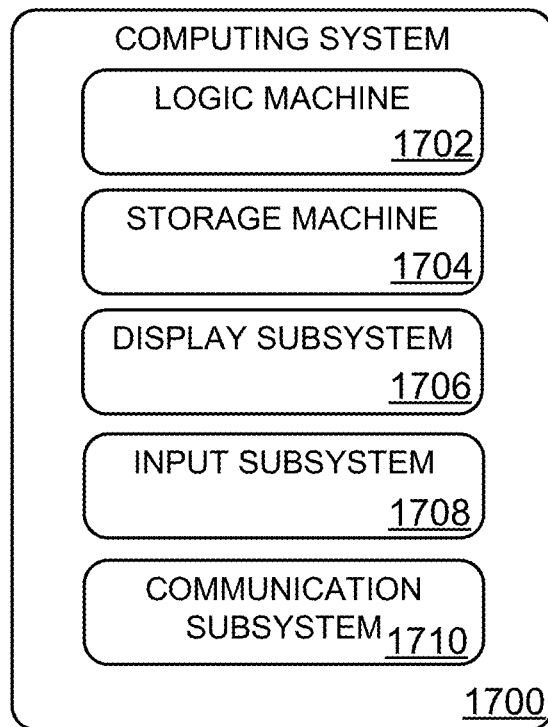 COMPUTING SYSTEM
LOGIC MACHINE
1702
STORAGE MACHINE
1704
DISPLAY SUBSYSTEM
1706
INPUT SUBSYSTEM
1708
COMMUNICATION
SUBSYSTEM 1710
1700